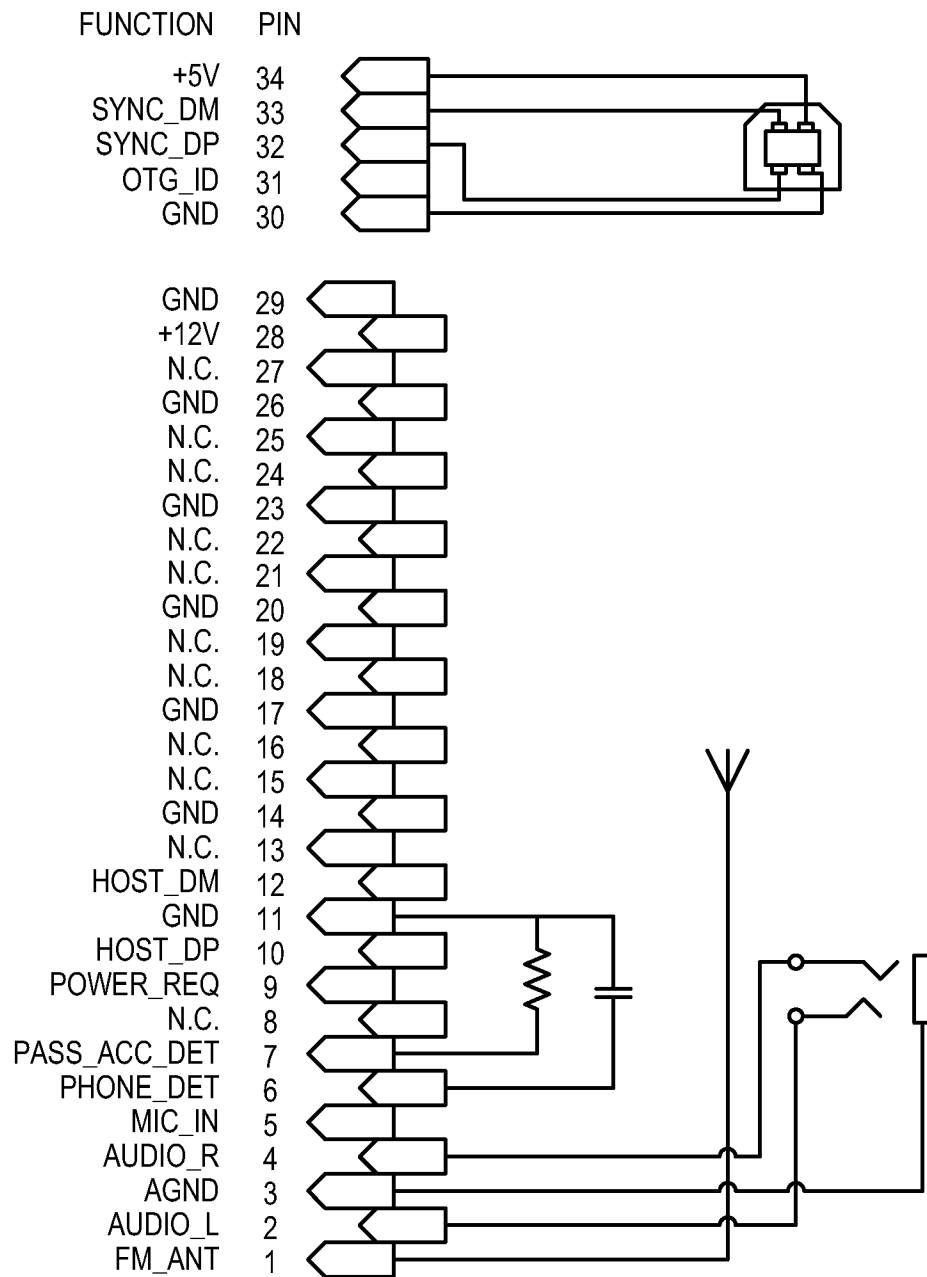 FUNCTION PIN
+5V 34
SYNC_DM 33
SYNC_DP 32
OTG_ID 31
GND 30
GND 29
+12V 28
N.C. 27
GND 26
N.C. 25
N.C. 24
GND 23
N.C. 22
N.C. 21
GND 20
N.C. 19
N.C. 18
GND 17
N.C. 16
N.C. 15
GND 14
N.C. 13
HOST_DM 12
GND 11
HOST_DP 10
POWER_REQ 9
N.C. 8
PASS_ACC_DET 7
PHONE_DET 6
MIC_IN 5
AUDIO_R 4
AGND 3
AUDIO_L 2
FM_ANT 1